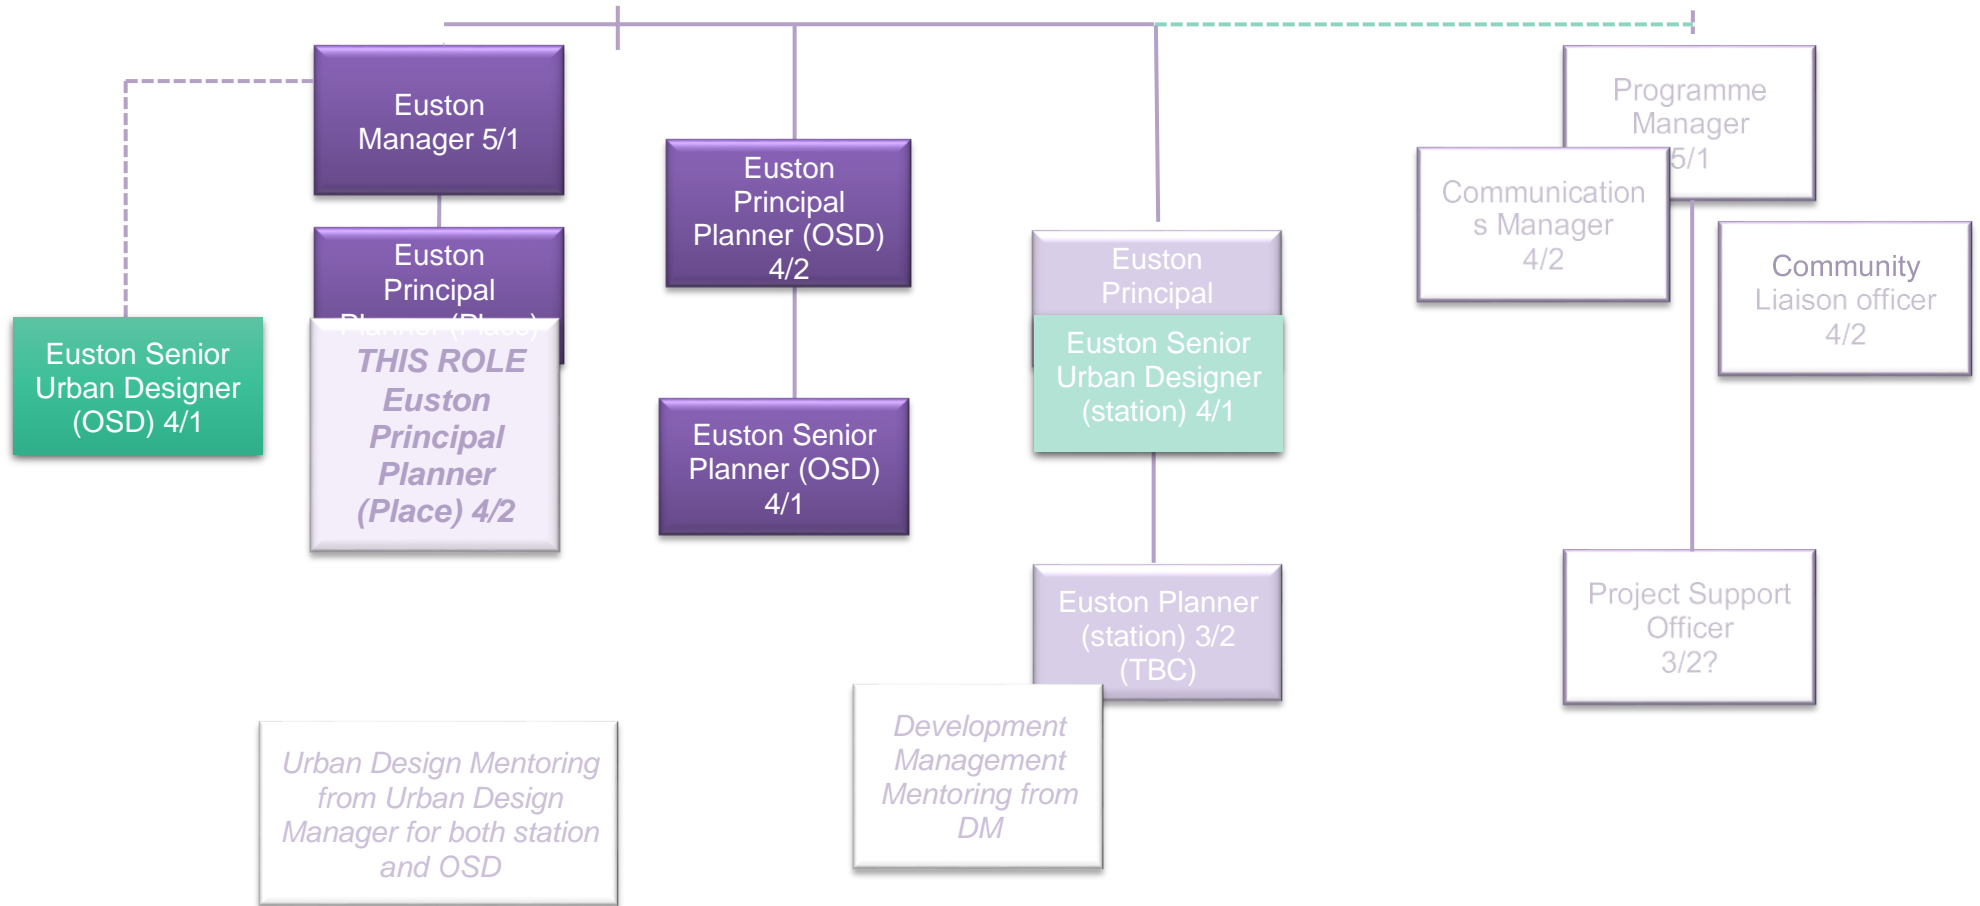 Euston
Manager 5/1
Euston
Principal
Planner (Place)
THIS ROLE
Euston
Principal
Planner
(Place) 4/2
Euston Senior
Urban Designer
(OSD) 4/1
Euston
Principal
Planner (OSD)
4/2
Euston Senior
Planner (OSD)
4/1
Euston
Principal
Euston Senior
Urban Designer
(station) 4/1
Euston Planner
(station) 3/2
(TBC)
Programme
Manager
5/1
Communication
s Manager
4/2
Community
Liaison officer
4/2
Project Support
Officer
3/2?
Urban Design Mentoring
from Urban Design
Manager for both station
and OSD
Development
Management
Mentoring from
DM